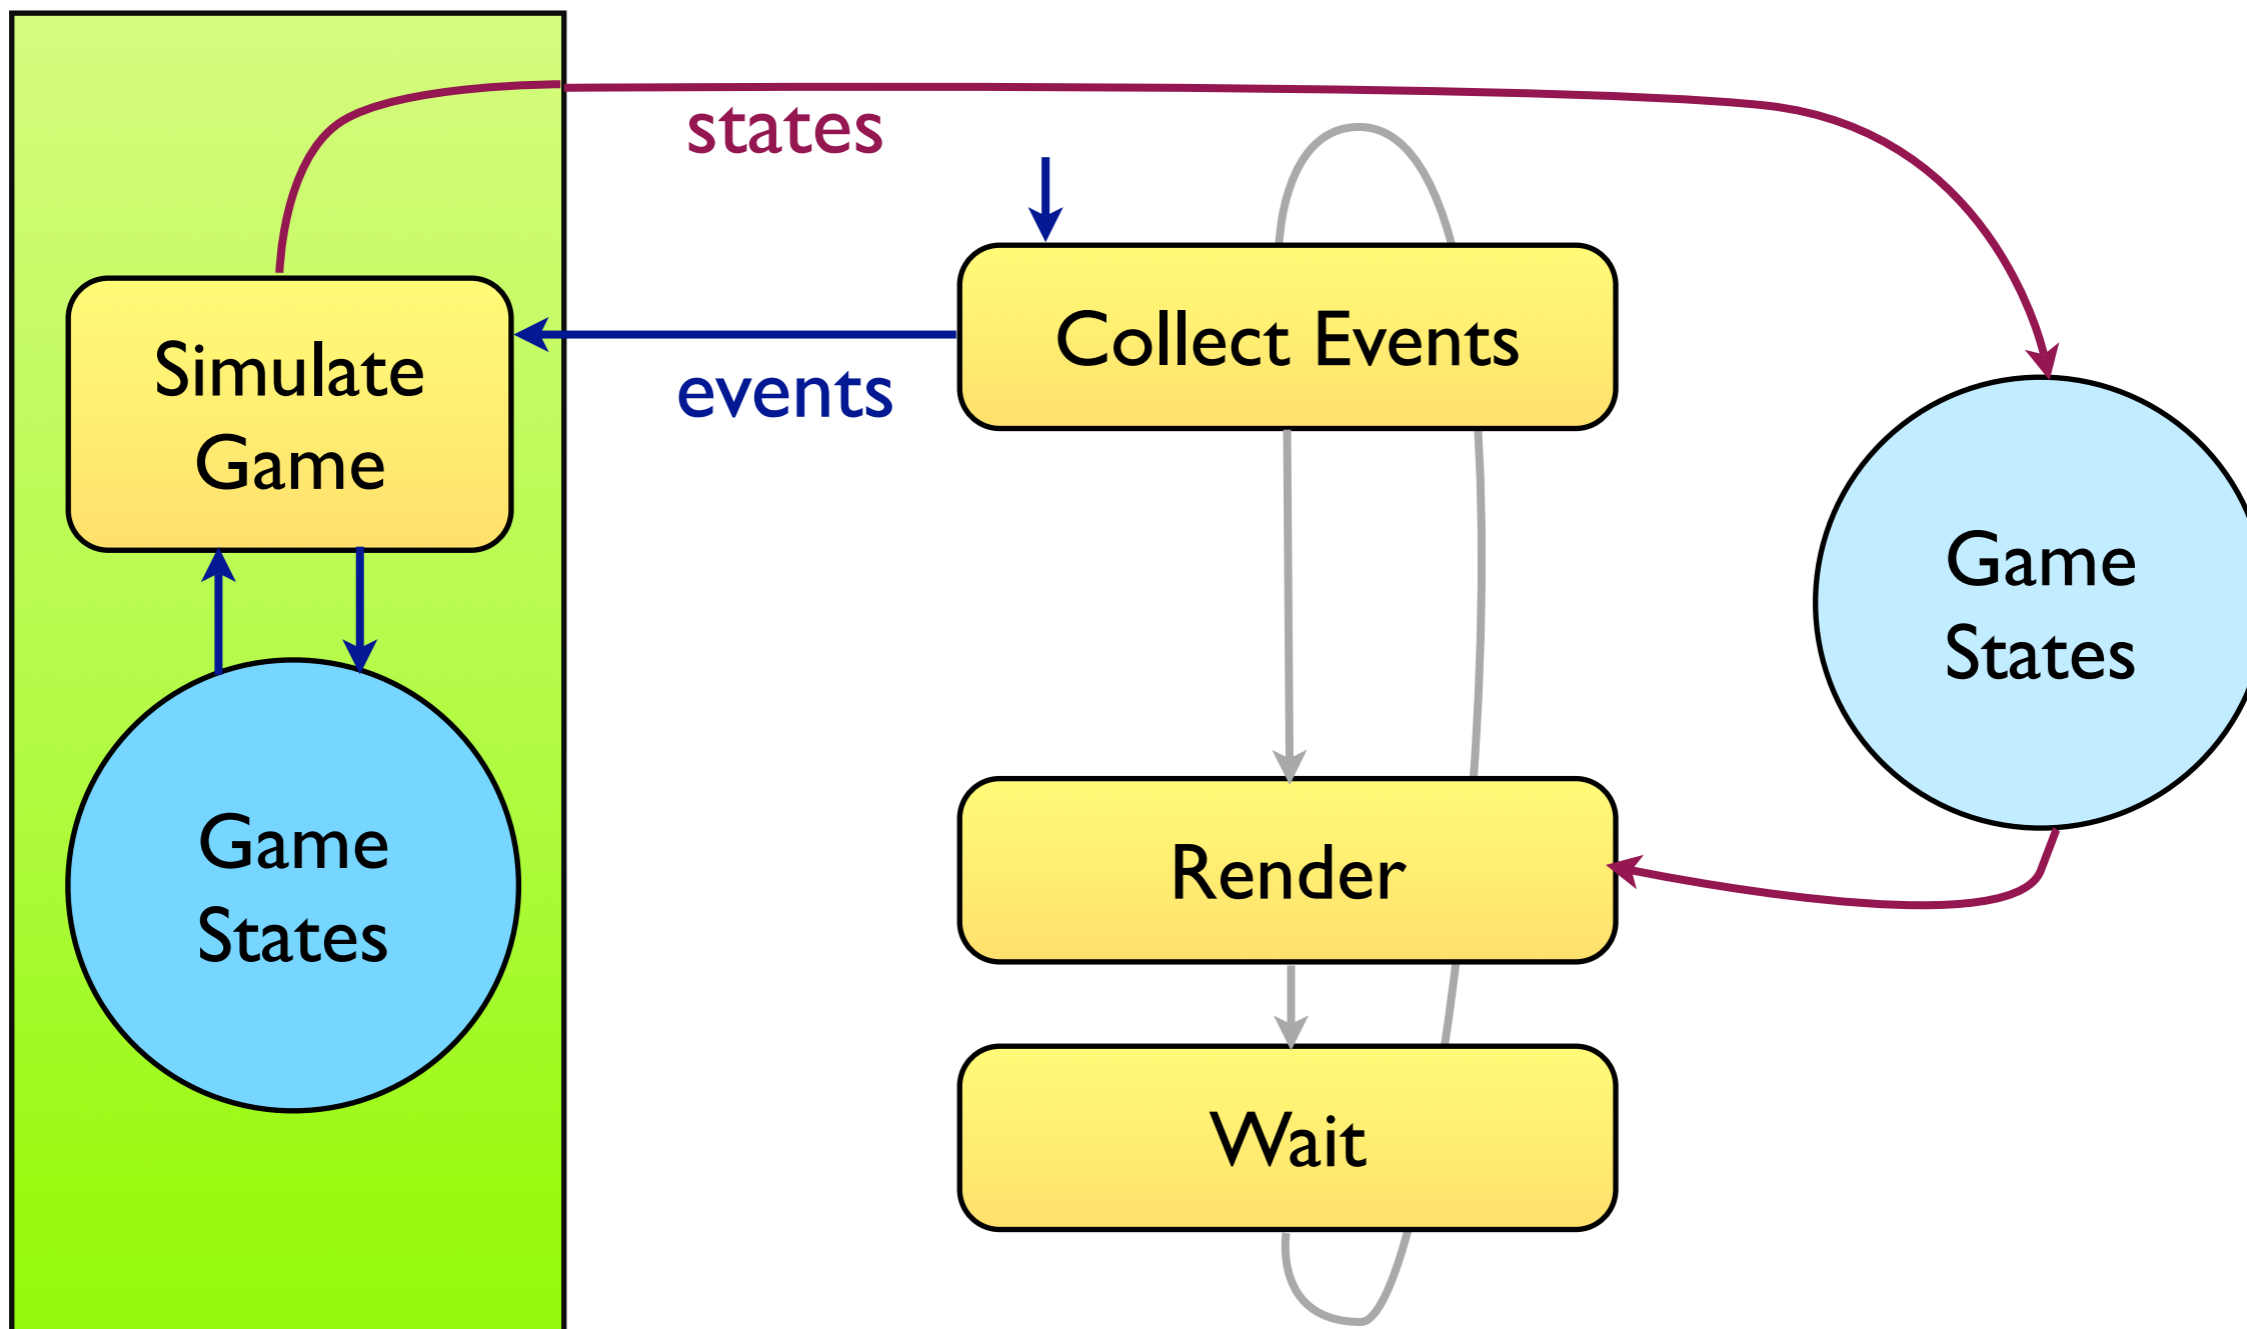 states
Simulate
Game
events
Collect Events
Game
States
Game
States
Render
Wait